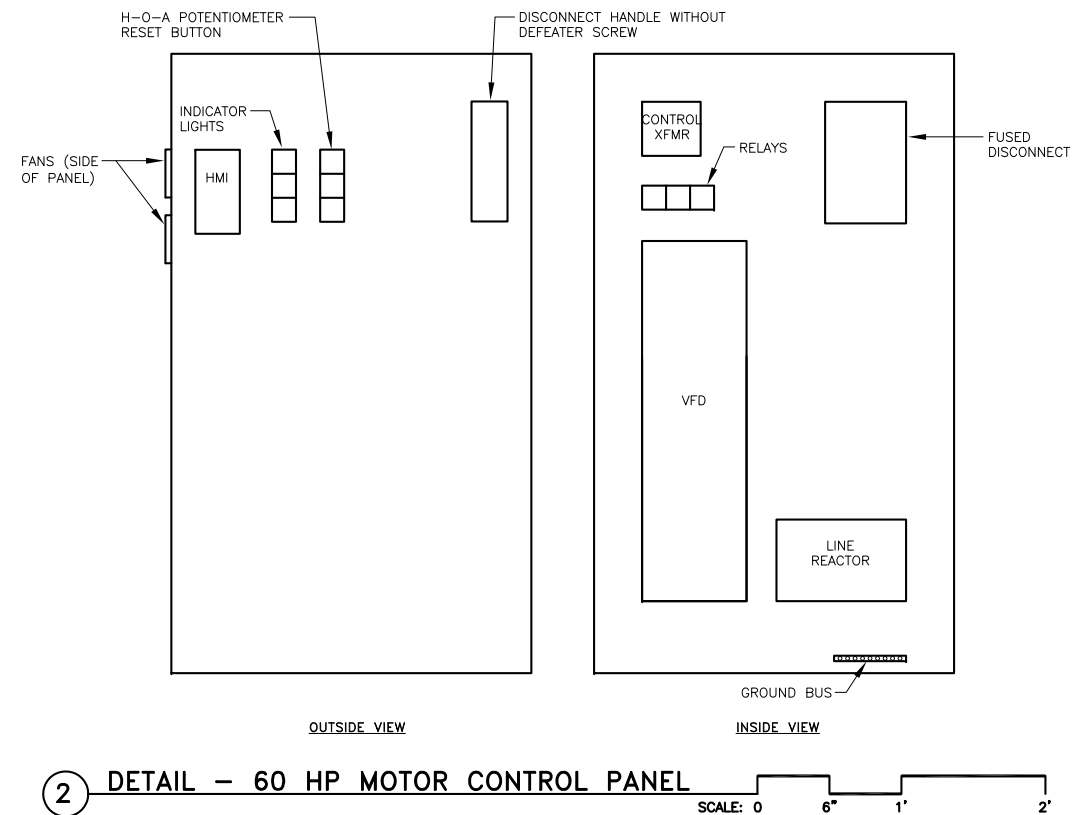 H-O-A POTENTIOMETER
RESET BUTTON
DISCONNECT HANDLE WITHOUT
DEFEATER SCREW
INDICATOR
LIGHTS
FANS (SIDE
OF PANEL)
HMI
CONTROL
XFMR
RELAYS
FUSED
DISCONNECT
VFD
LINE
REACTOR
GROUND BUS
OUTSIDE VIEW
INSIDE VIEW
2
DETAIL - 60 HP MOTOR CONTROL PANEL
SCALE: 0 6" 1' 2'